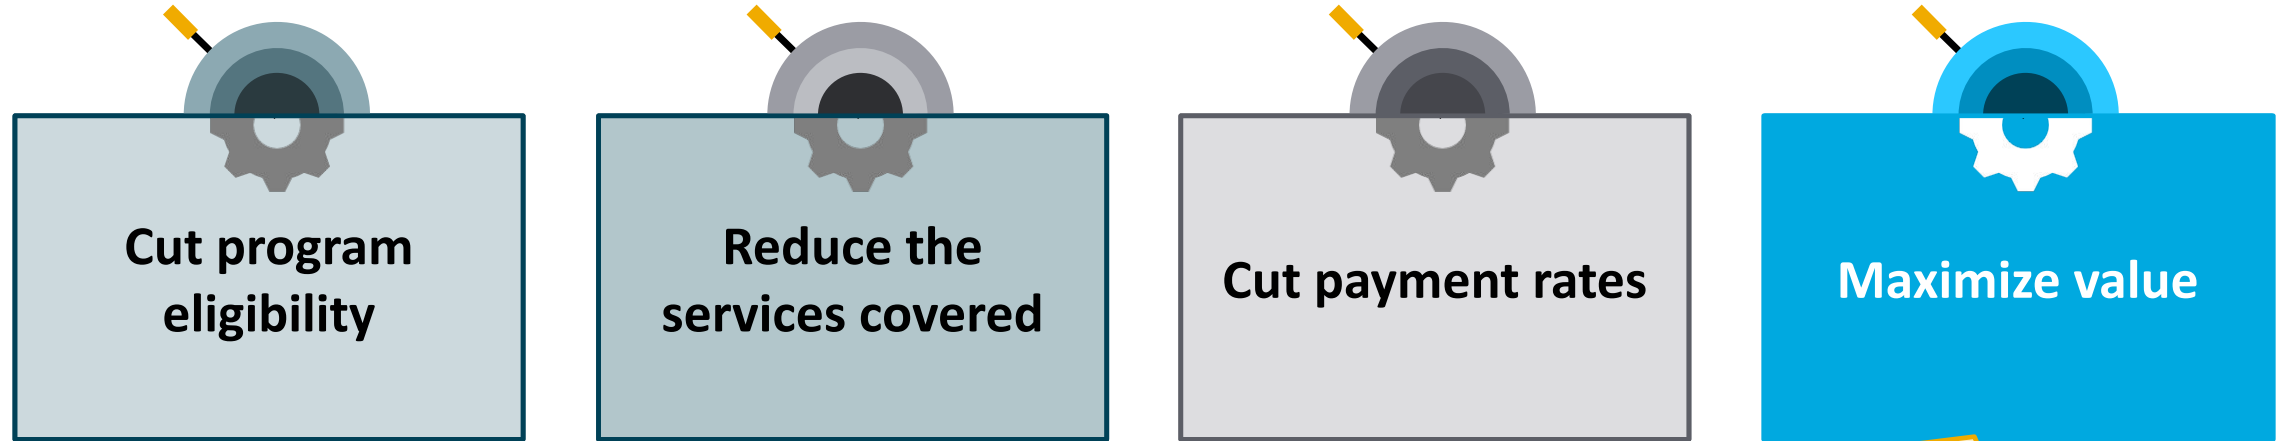 Cut program
eligibility
Reduce the
services covered
Cut payment rates
Maximize value